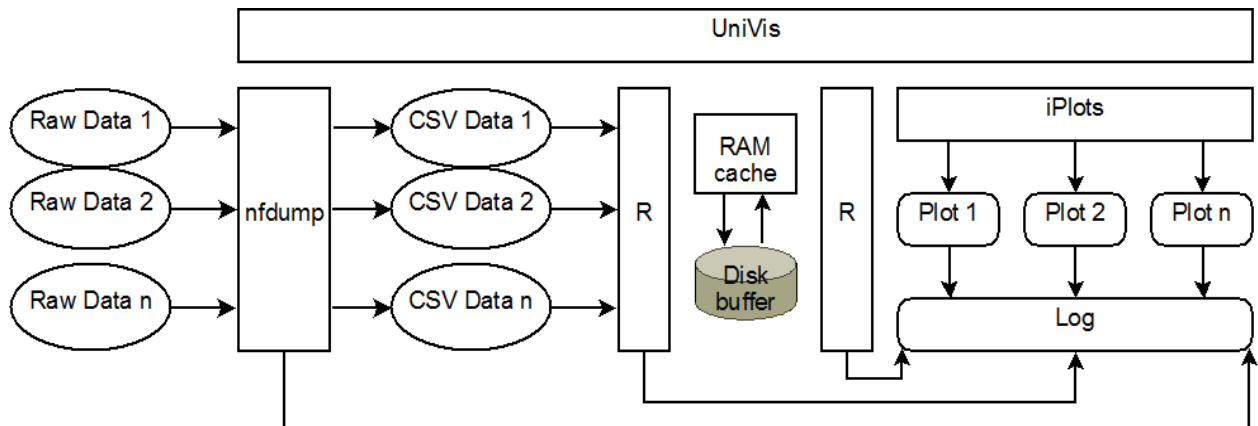 UniVis
Raw Data 1
CSV Data 1
iPlots
RAM
cache
Raw Data 2
nfdump
CSV Data 2
R
R
Plot 1
Plot 2
Plot n
Disk
buffer
Raw Data n
CSV Data n
Log